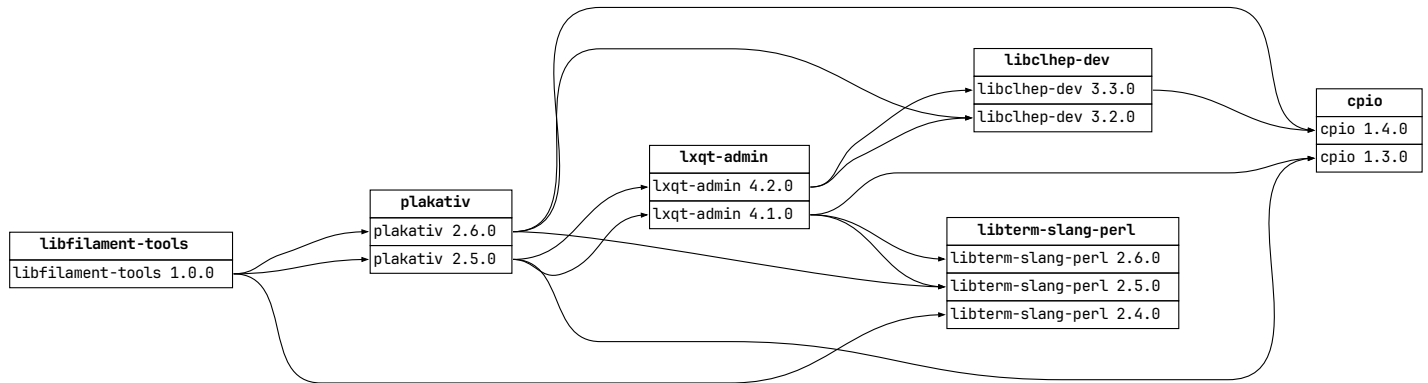 libfilament-tools
libfilament-tools 1.0.0
plakativ
plakativ 2.6.0
plakativ 2.5.0
lxqt-admin
lxqt-admin 4.2.0
lxqt-admin 4.1.0
libclhep-dev
libclhep-dev 3.3.0
libclhep-dev 3.2.0
libterm-slang-perl
libterm-slang-perl 2.6.0
libterm-slang-perl 2.5.0
libterm-slang-perl 2.4.0
cpio
cpio 1.4.0
cpio 1.3.0